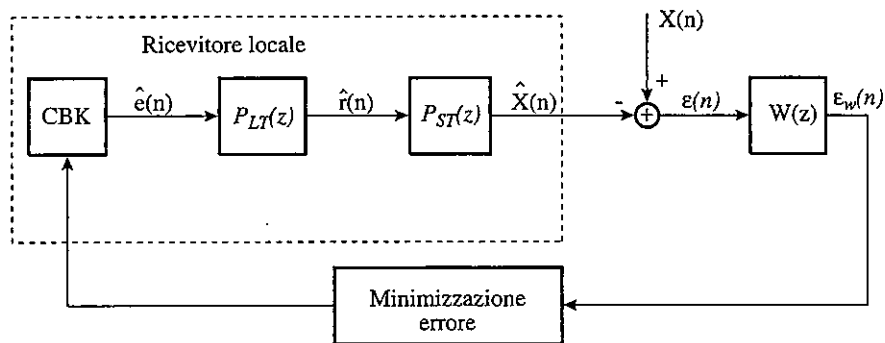 X(n)
Ricevitore locale
+
CBK
ê(n)
P_LT(z)
r̂(n)
P_ST(z)
X̂(n)
-
+
ε(n)
W(z)
ε_w(n)
Minimizzazione
errore